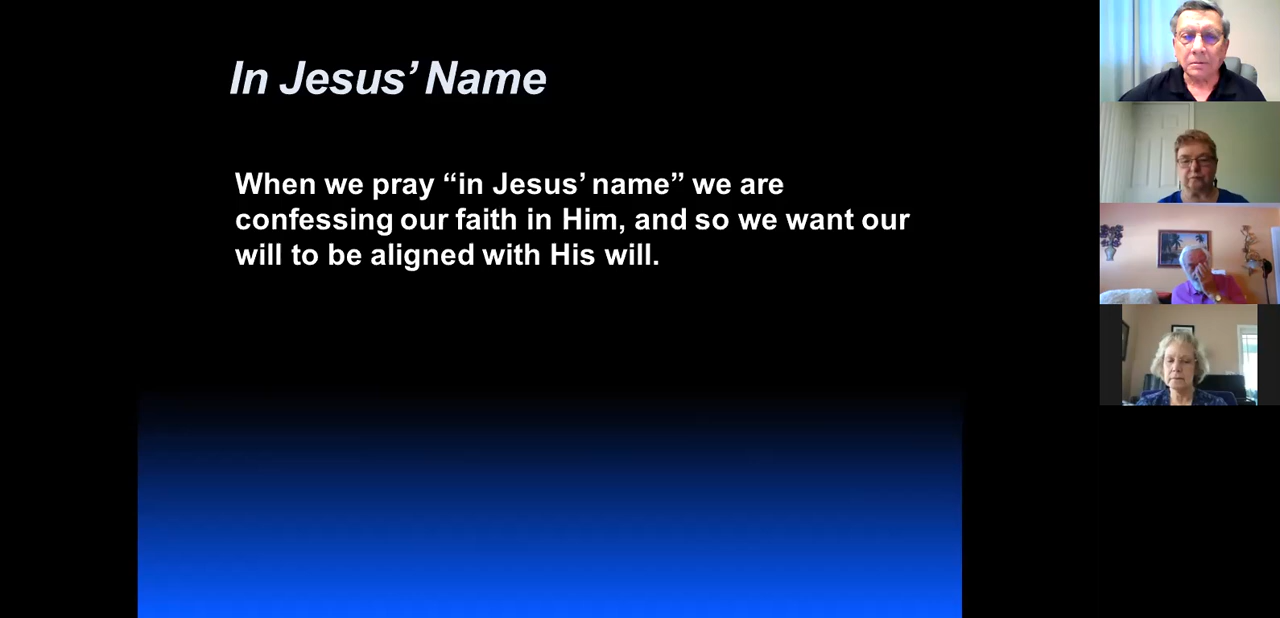 In Jesus’ Name
When we pray “in Jesus’ name” we are
confessing our faith in Him, and so we want our
will to be aligned with His will.